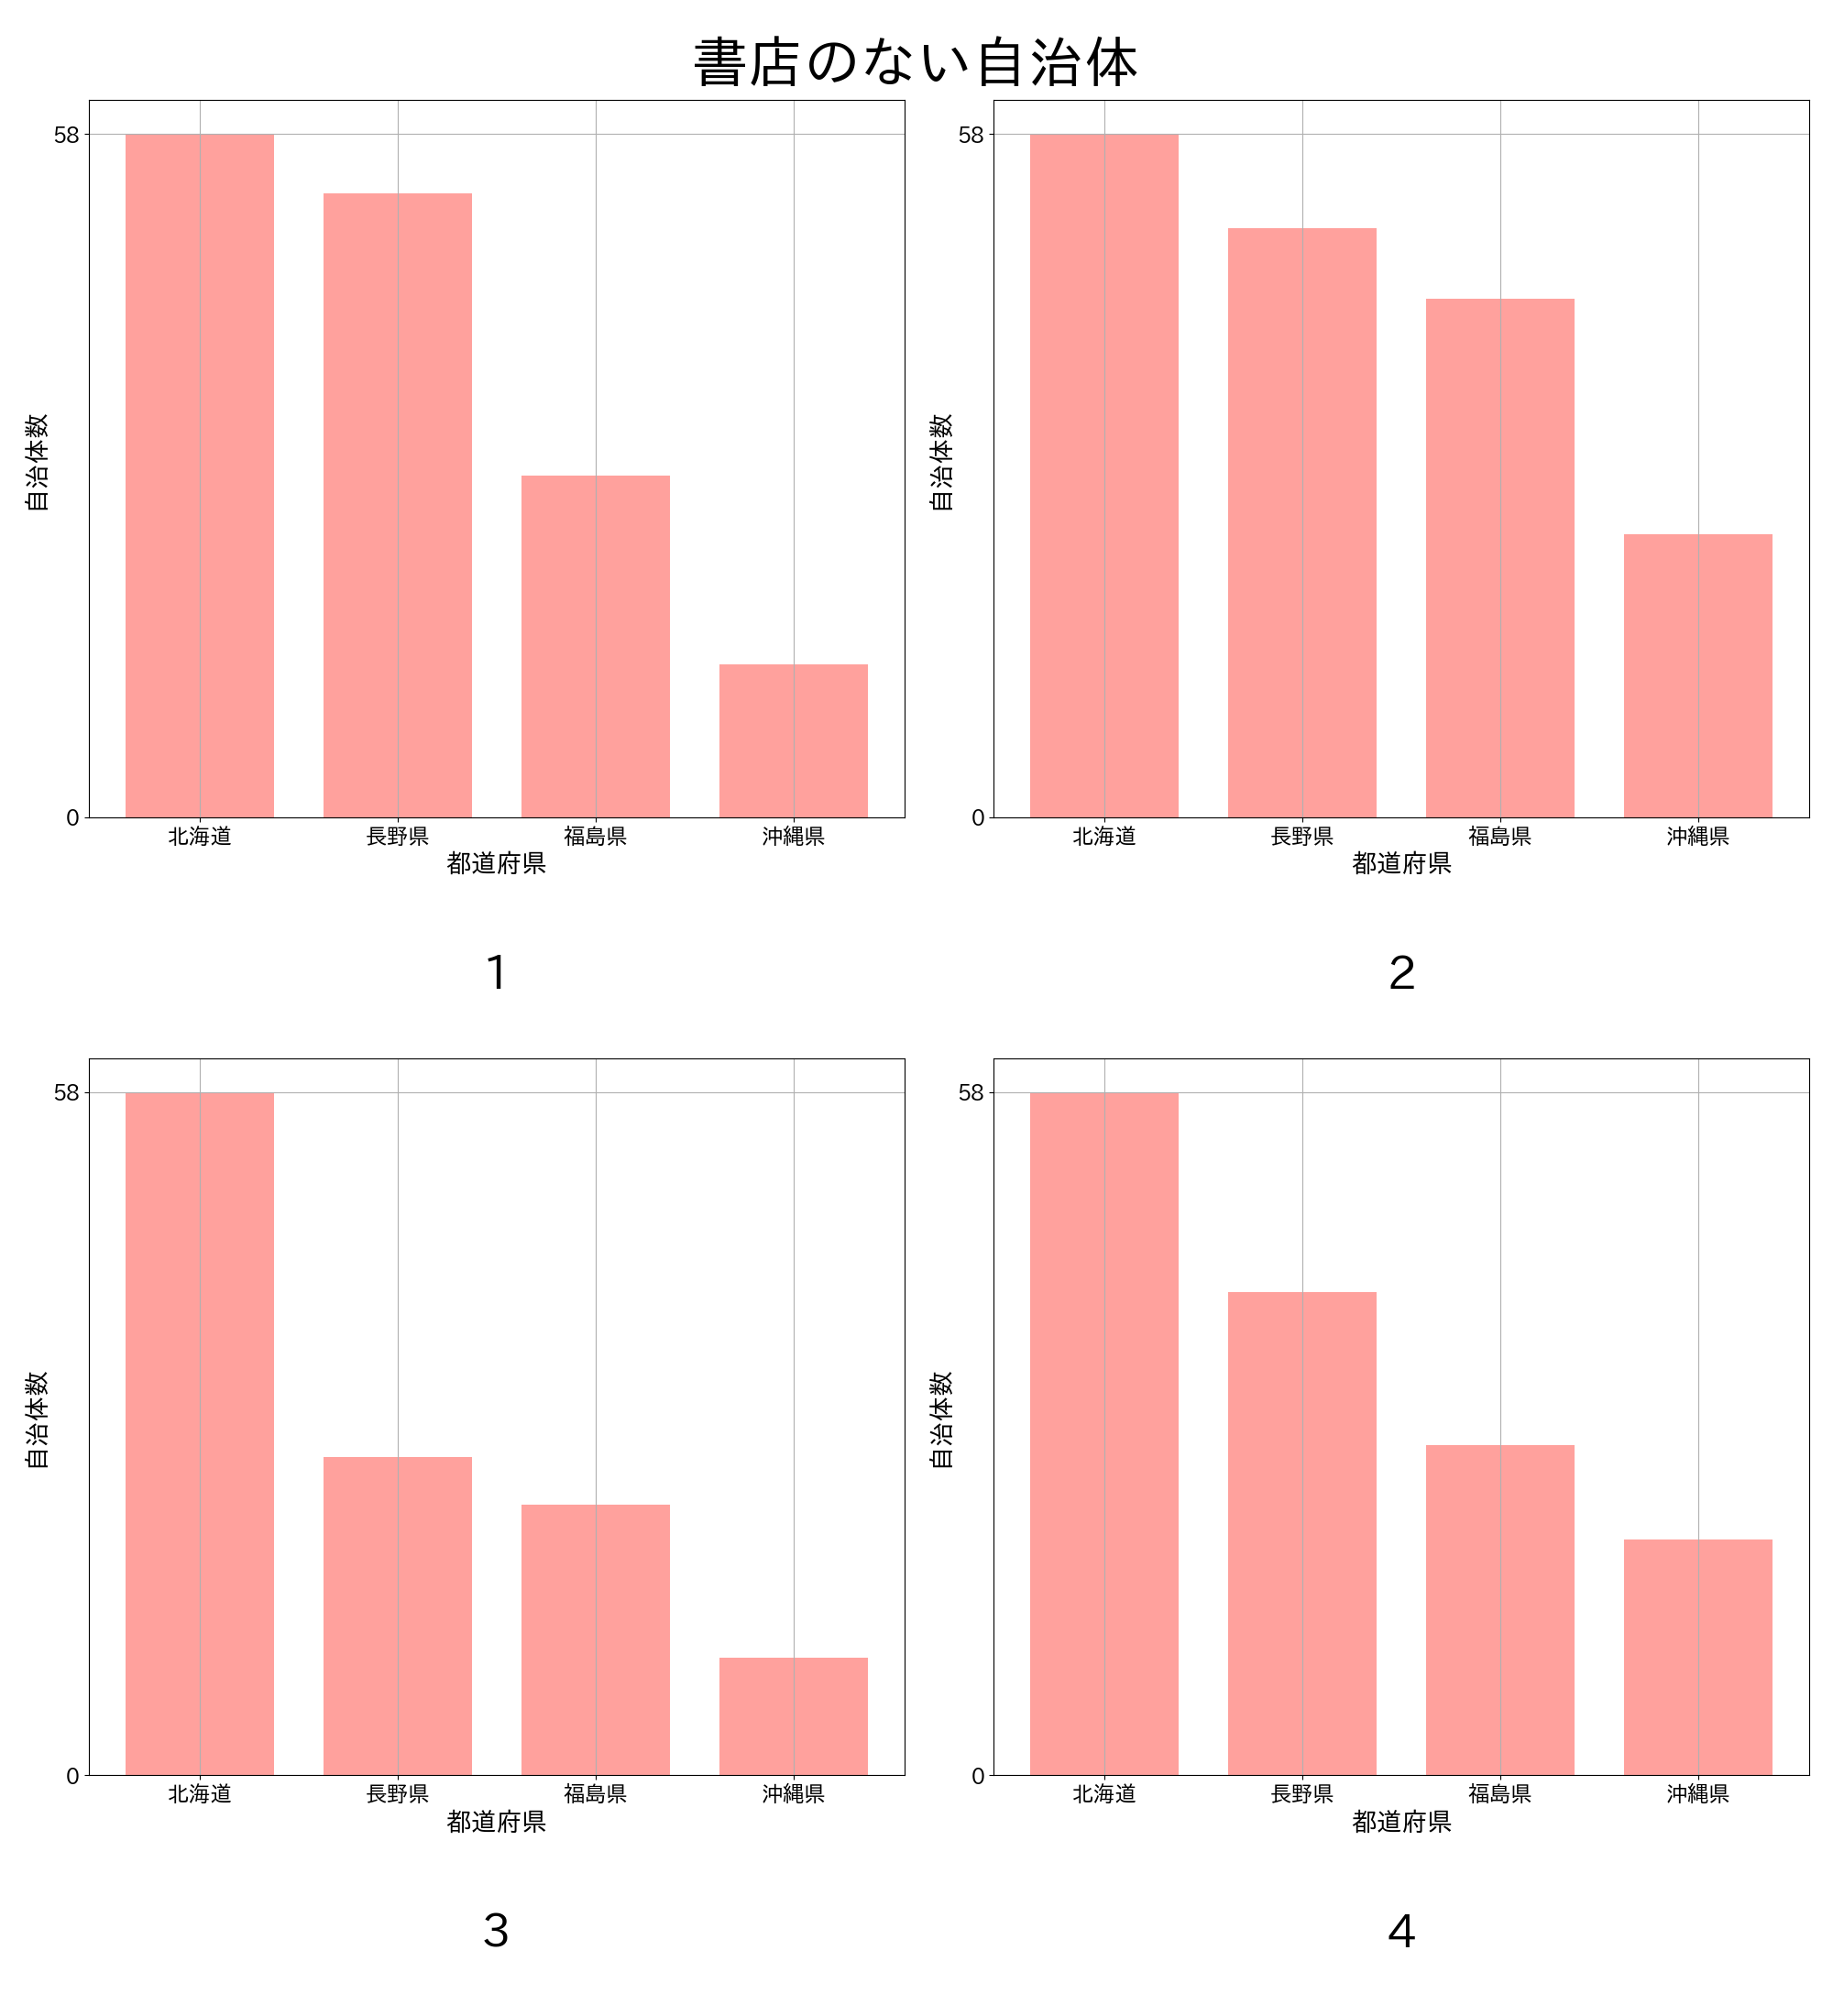 書店のない自治体
58
0
自治体数
北海道 長野県 福島県 沖縄県
都道府県
1
58
0
自治体数
北海道 長野県 福島県 沖縄県
都道府県
2
58
0
自治体数
北海道 長野県 福島県 沖縄県
都道府県
3
58
0
自治体数
北海道 長野県 福島県 沖縄県
都道府県
4